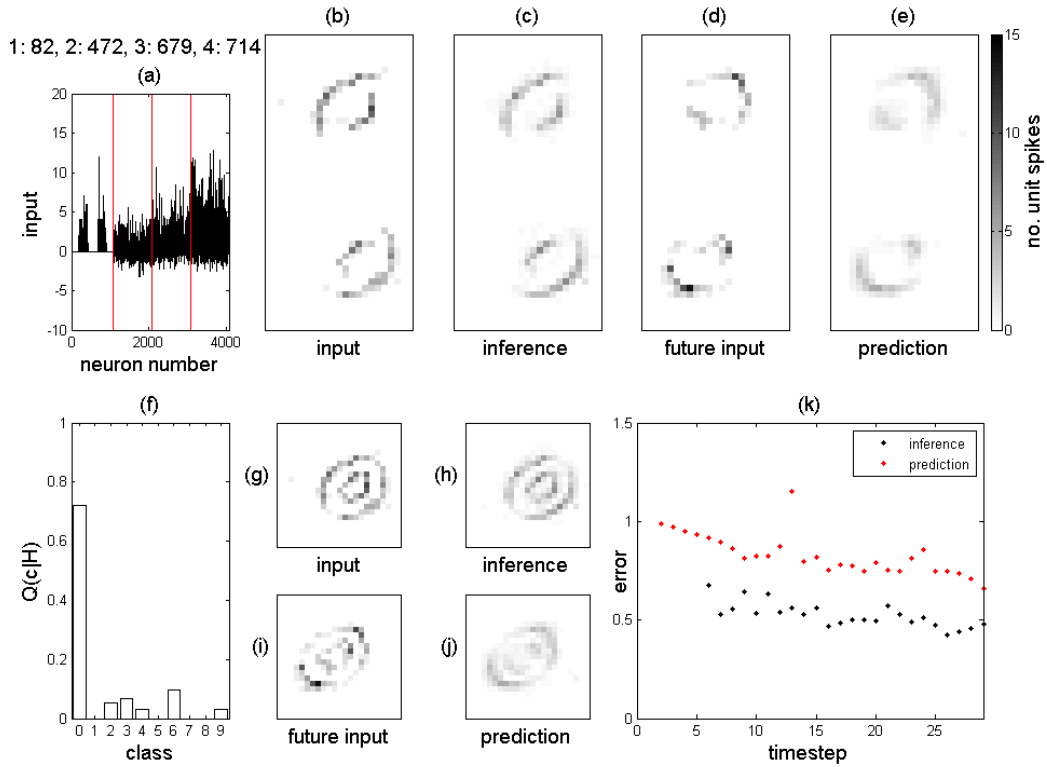 (b) (c) (d) (e)
1: 82, 2: 472, 3: 679, 4: 714
(a)
20
15
10
5
0
-5
-10
input
0 2000 4000
neuron number
input
inference
future input
prediction
15
10
5
0
no. unit spikes
(f)
1
0.8
0.6
0.4
0.2
0
Q(c|H)
0 1 2 3 4 5 6 7 8 9
class
(g)
input
(h)
inference
(i)
future input
(j)
prediction
(k)
1.5
1
0.5
0
error
inference
prediction
0 5 10 15 20 25
timestep